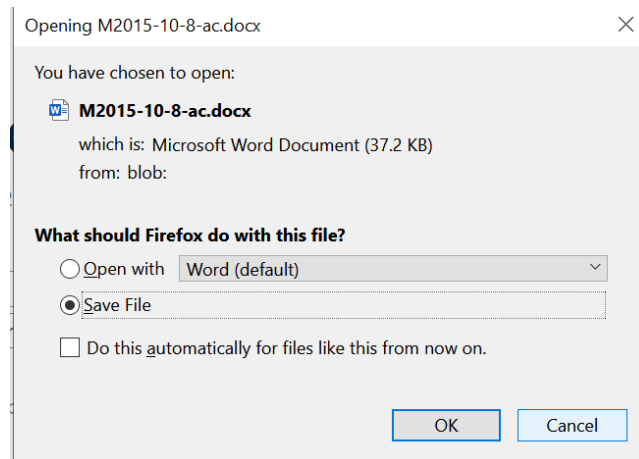 Opening M2015-10-8-ac.docx
You have chosen to open:
M2015-10-8-ac.docx
which is: Microsoft Word Document (37.2 KB)
from: blob:
What should Firefox do with this file?
Open with Word (default)
Save File
Do this automatically for files like this from now on.
OK Cancel